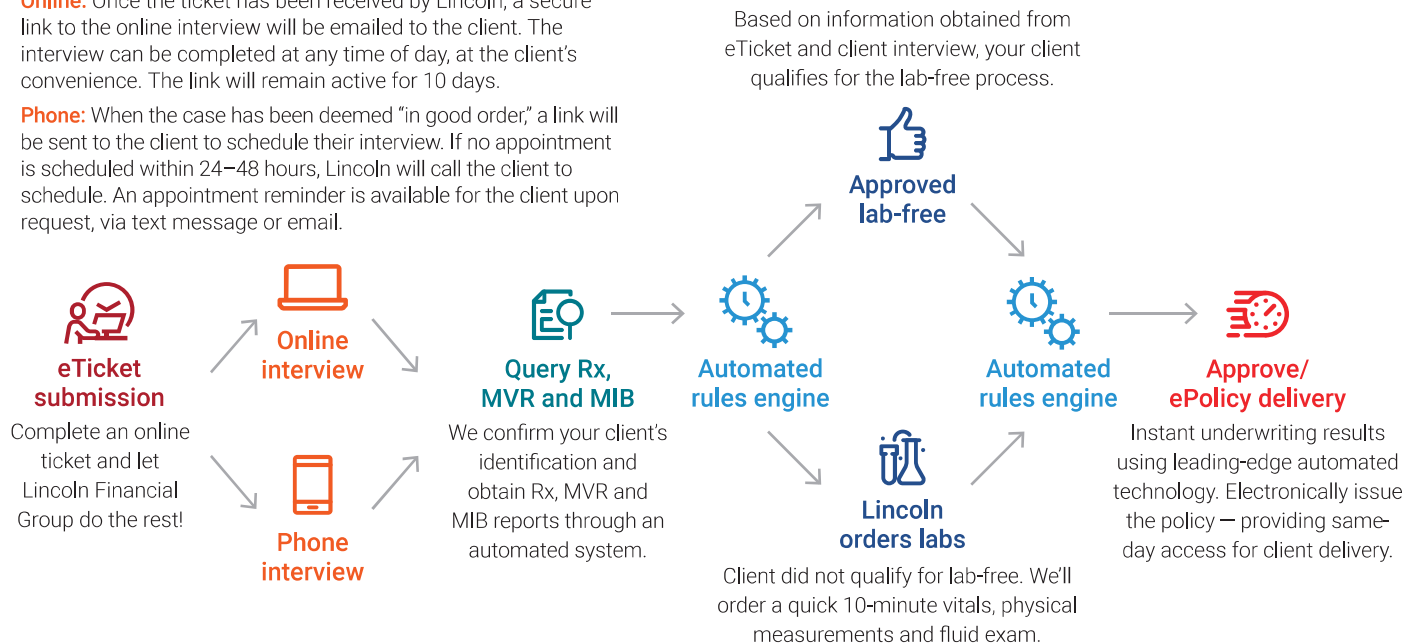 Online: Once the ticket has been received by Lincoln, a secure
link to the online interview will be emailed to the client. The
interview can be completed at any time of day, at the client’s
convenience. The link will remain active for 10 days.
Phone: When the case has been deemed “in good order,” a link will
be sent to the client to schedule their interview. If no appointment
is scheduled within 24–48 hours, Lincoln will call the client to
schedule. An appointment reminder is available for the client upon
request, via text message or email.
Based on information obtained from
eTicket and client interview, your client
qualifies for the lab-free process.
Approved
lab-free
eTicket
submission
Complete an online
ticket and let
Lincoln Financial
Group do the rest!
Online
interview
Phone
interview
Query Rx,
MVR and MIB
We confirm your client’s
identification and
obtain Rx, MVR and
MIB reports through an
automated system.
Automated
rules engine
Lincoln
orders labs
Client did not qualify for lab-free. We’ll
order a quick 10-minute vitals, physical
measurements and fluid exam.
Automated
rules engine
Approve/
ePolicy delivery
Instant underwriting results
using leading-edge automated
technology. Electronically issue
the policy — providing same-
day access for client delivery.